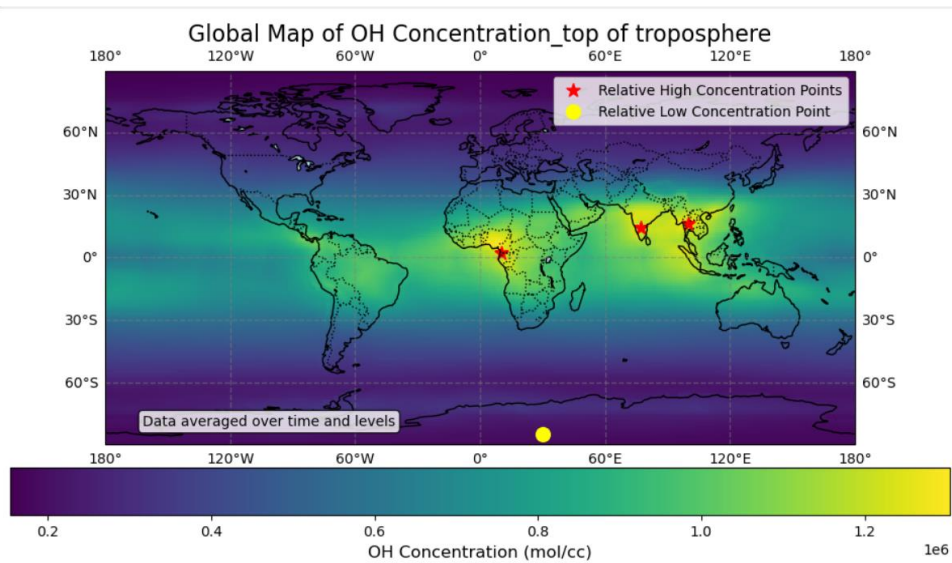 Global Map of OH Concentration_top of troposphere
180° 120°W 60°W 0° 60°E 120°E 180°
Relative High Concentration Points
Relative Low Concentration Point
60°N 60°N
30°N 30°N
0° 0°
30°S 30°S
60°S 60°S
Data averaged over time and levels
180° 120°W 60°W 0° 60°E 120°E 180°
0.2 0.4 0.6 0.8 1.0 1.2
1e6
OH Concentration (mol/cc)